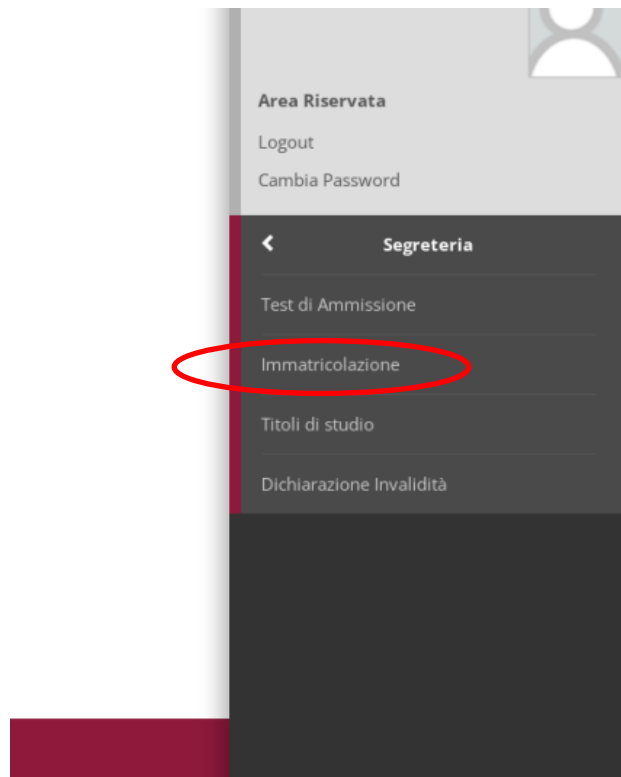 Area Riservata
Logout
Cambia Password
Segreteria
Test di Ammissione
Immatricolazione
Titoli di studio
Dichiarazione Invalidità